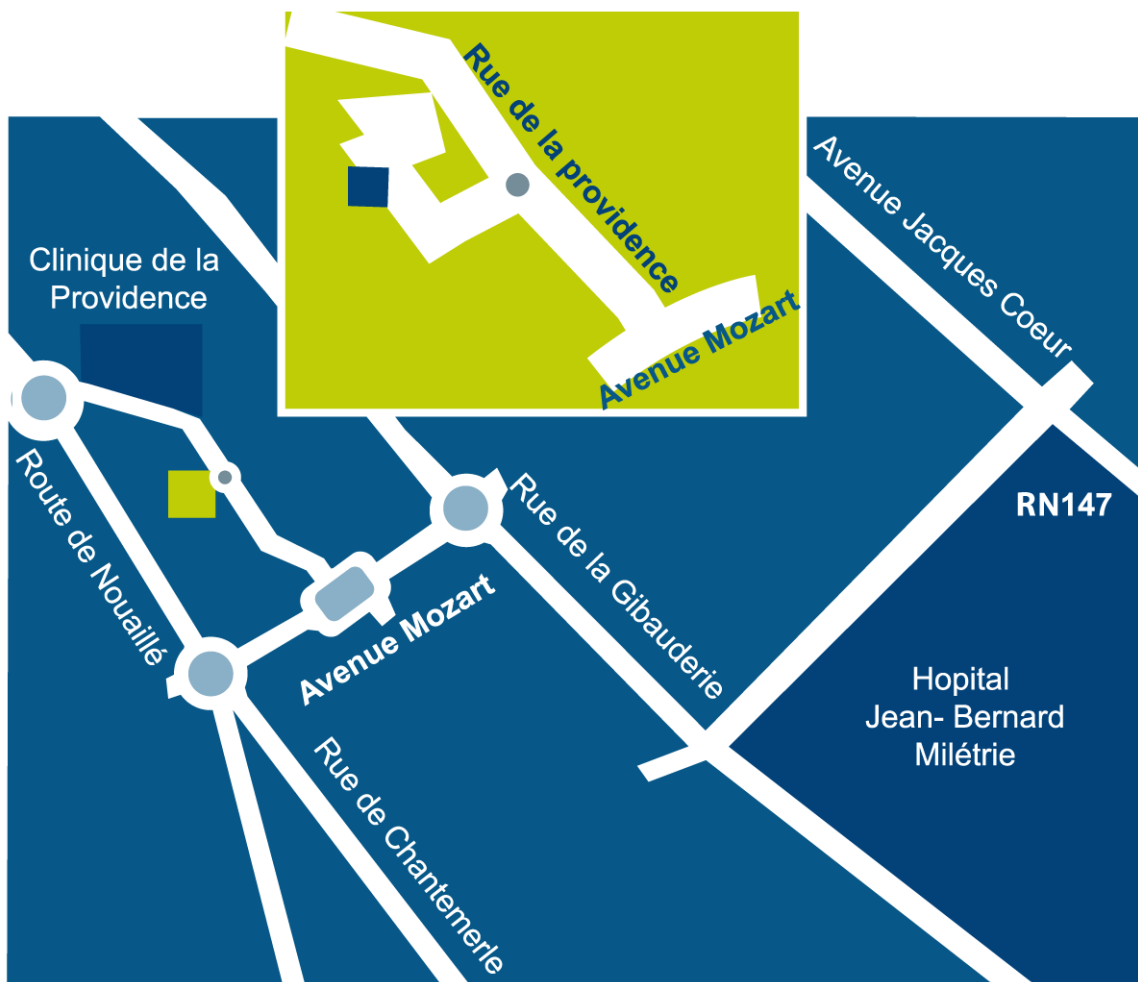 Rue de la providence
Avenue Mozart
Avenue Jacques Coeur
Clinique de la
Providence
Route de Nouaillé
Rue de la Gibauderie
RN147
Avenue Mozart
Hopital
Jean- Bernard
Milétrie
Rue de Chantemerle